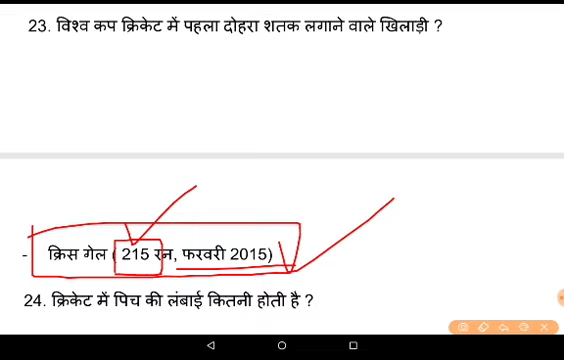 23. विश्व कप क्रिकेट में पहला दोहरा शतक लगाने वाले खिलाड़ी ?
- क्रिस गेल ( 215 रन, फरवरी 2015)
24. क्रिकेट में पिच की लंबाई कितनी होती है ?